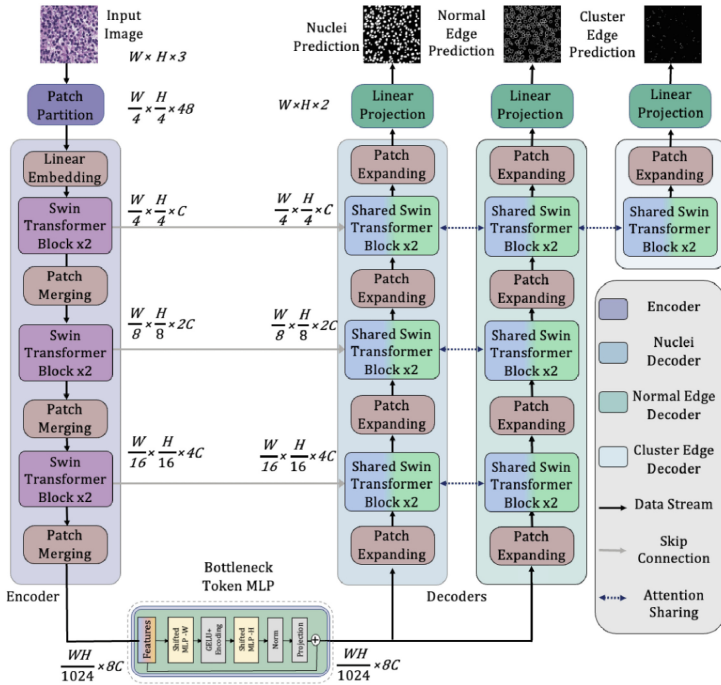 Input
Image
W × H × 3
Nuclei
Prediction
Normal
Edge
Prediction
Cluster
Edge
Prediction
Patch
Partition
W/4 × H/4 × 48
W×H×2
Linear
Projection
Linear
Projection
Linear
Projection
Linear
Embedding
Patch
Expanding
Patch
Expanding
Patch
Expanding
Swin
Transformer
Block x2
W/4 × H/4 × C
W/4 × H/4 × C
Shared Swin
Transformer
Block x2
Shared Swin
Transformer
Block x2
Shared Swin
Transformer
Block x2
Patch
Merging
Patch
Expanding
Patch
Expanding
Swin
Transformer
Block x2
W/8 × H/8 × 2C
W/8 × H/8 × 2C
Shared Swin
Transformer
Block x2
Shared Swin
Transformer
Block x2
Patch
Merging
Patch
Expanding
Patch
Expanding
Swin
Transformer
Block x2
W/16 × H/16 × 4C
W/16 × H/16 × 4C
Shared Swin
Transformer
Block x2
Shared Swin
Transformer
Block x2
Patch
Merging
Patch
Expanding
Patch
Expanding
Encoder
Bottleneck
Token MLP
Decoders
WH/1024 × 8C
Features
Shifted
MLP -W
GELU+
Encoding
Shifted
MLP -H
Norm
Projection
+
WH/1024 × 8C
Encoder
Nuclei
Decoder
Normal Edge
Decoder
Cluster Edge
Decoder
Data Stream
Skip
Connection
Attention
Sharing